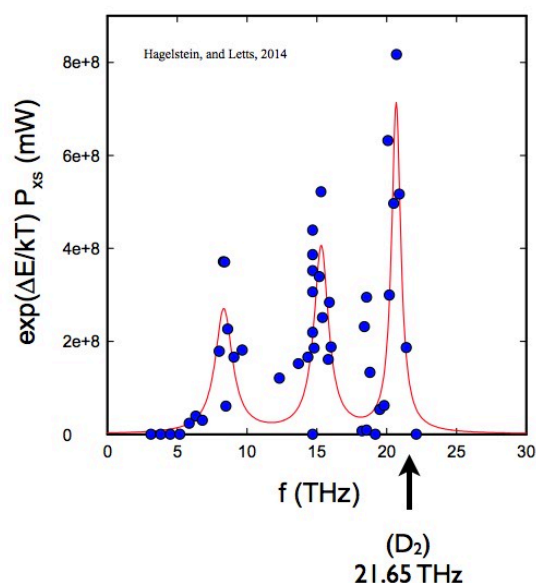 8e+8
Hagelstein, and Letts, 2014
6e+8
exp(ΔE/kT) Pxs (mW)
4e+8
2e+8
0
0 5 10 15 20 25 30
f (THz)
(D₂)
21.65 THz